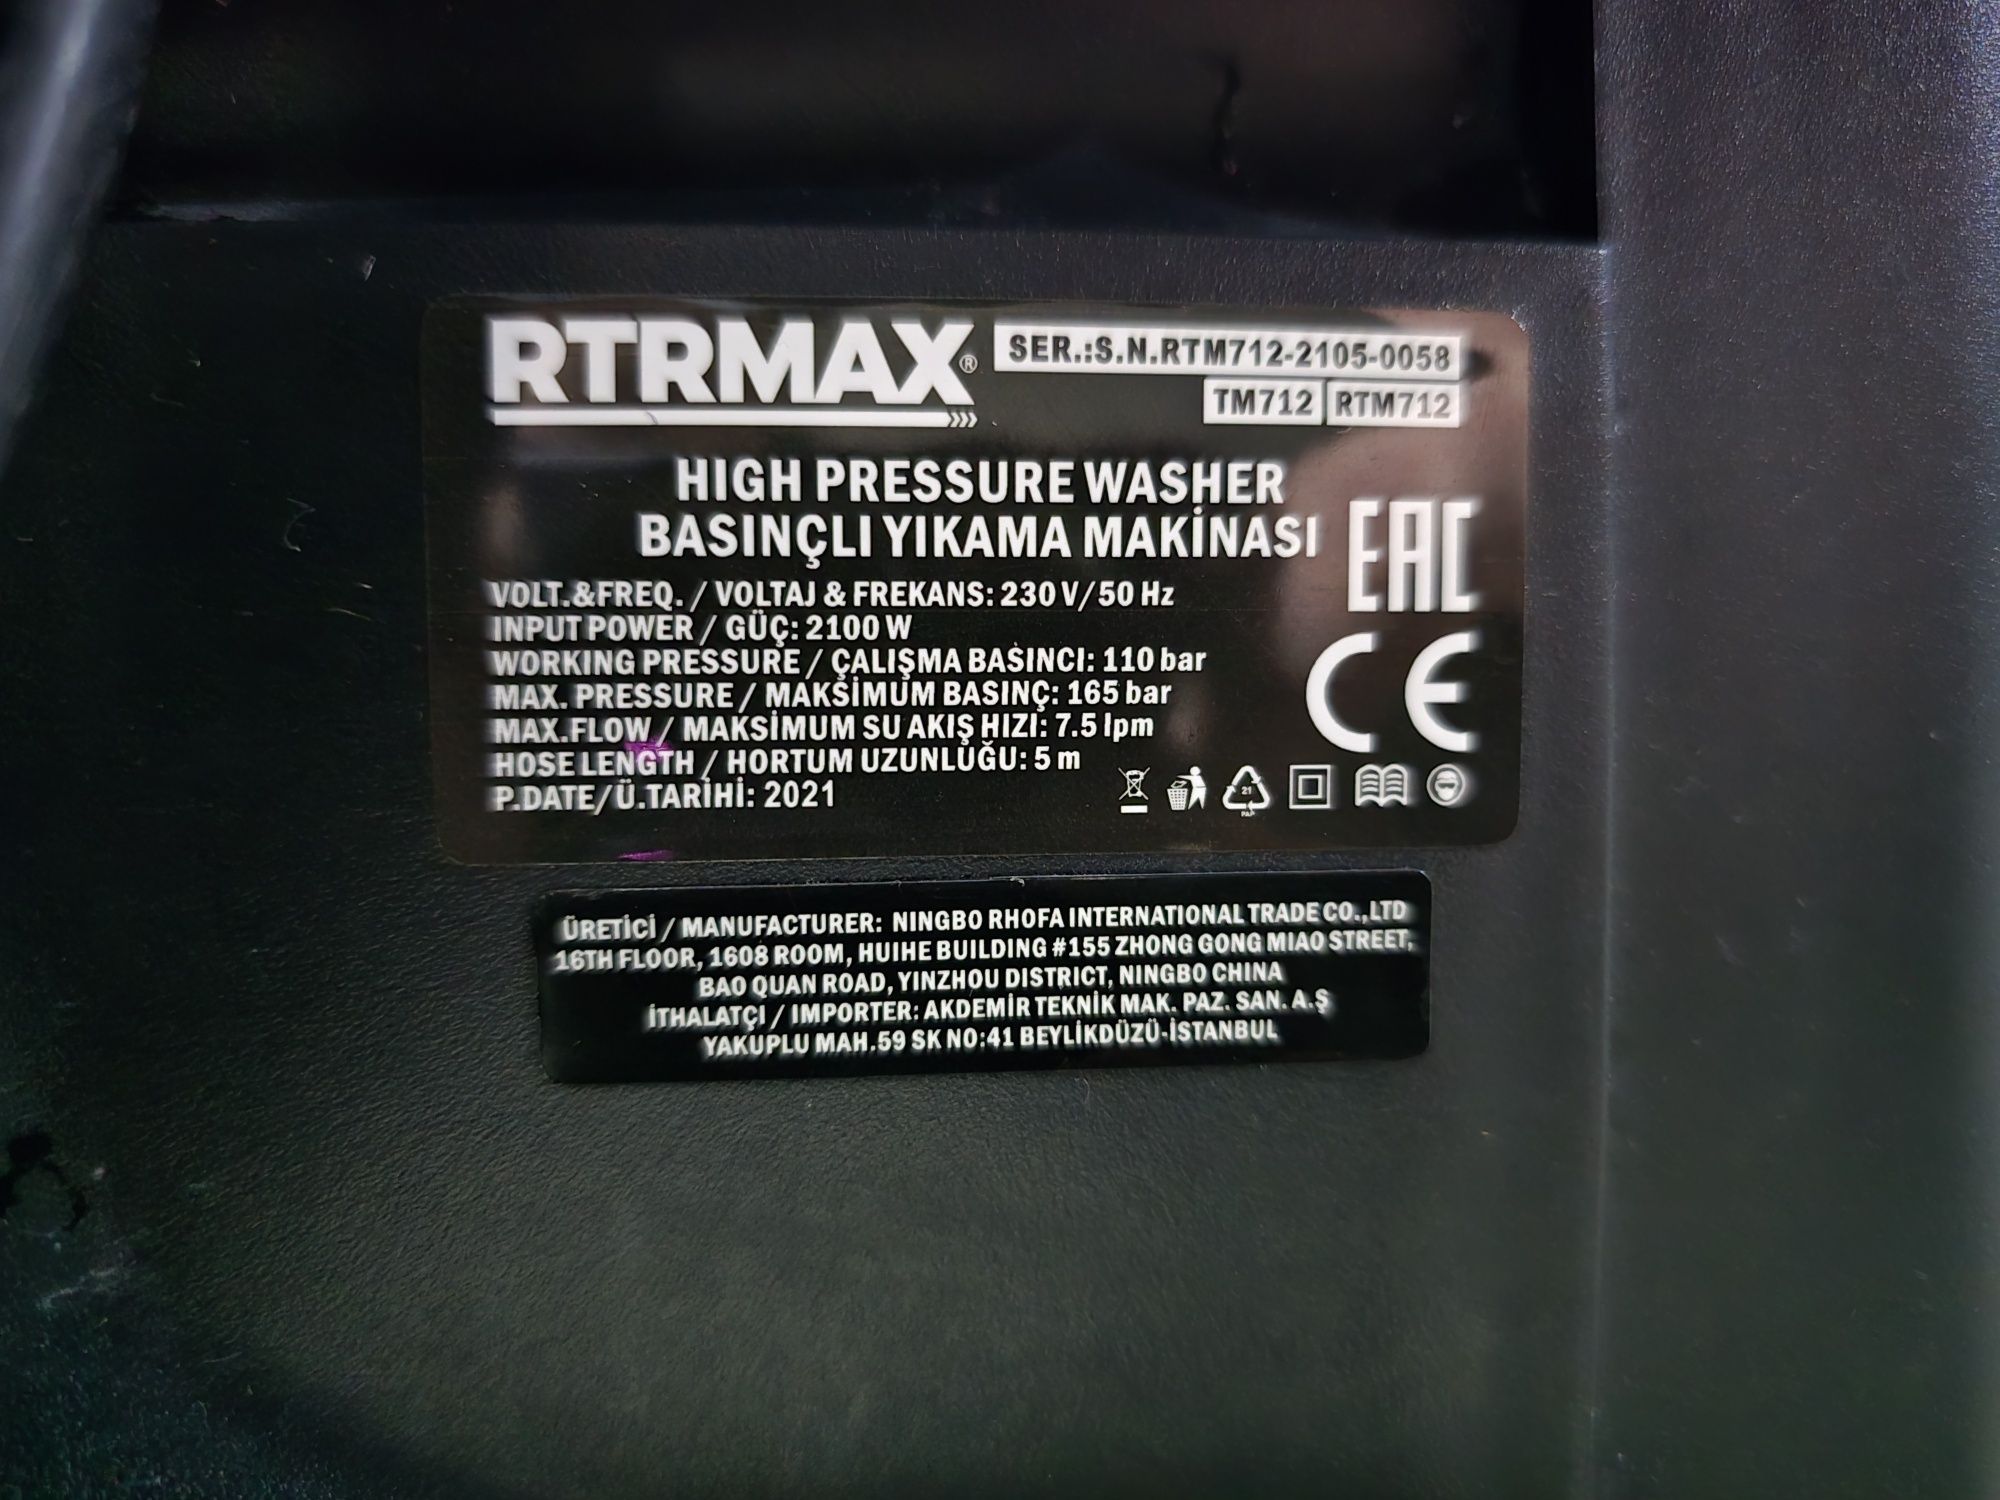 RTRMAX®
SER.:S.N.RTM712-2105-0058
TM712 RTM712
HIGH PRESSURE WASHER
BASINÇLI YIKAMA MAKİNASI
EAC
VOLT.&FREQ. / VOLTAJ & FREKANS: 230 V/50 Hz
INPUT POWER / GÜÇ: 2100 W
WORKING PRESSURE / ÇALIŞMA BASINCI: 110 bar
MAX. PRESSURE / MAKSİMUM BASINÇ: 165 bar
MAX.FLOW / MAKSİMUM SU AKIŞ HIZI: 7.5 lpm
HOSE LENGTH / HORTUM UZUNLUĞU: 5 m
P.DATE/Ü.TARİHİ: 2021
CE
21
PAP
ÜRETİCİ / MANUFACTURER: NINGBO RHOFA INTERNATIONAL TRADE CO.,LTD
16TH FLOOR, 1608 ROOM, HUIHE BUILDING #155 ZHONG GONG MIAO STREET,
BAO QUAN ROAD, YINZHOU DISTRICT, NINGBO CHINA
İTHALATÇI / IMPORTER: AKDEMİR TEKNİK MAK. PAZ. SAN. A.Ş
YAKUPLU MAH.59 SK NO:41 BEYLİKDÜZÜ-İSTANBUL